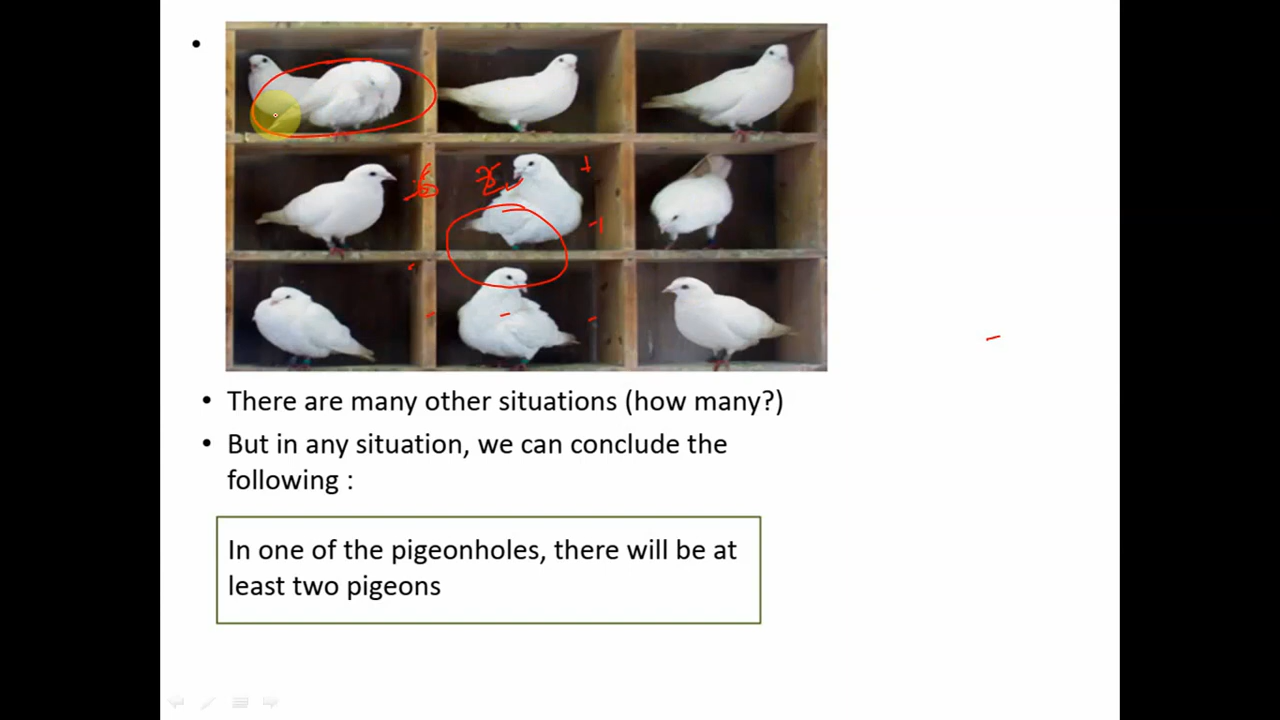 • There are many other situations (how many?)
• But in any situation, we can conclude the
following :
In one of the pigeonholes, there will be at
least two pigeons